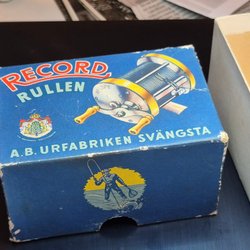 RECORD
RULLEN
A.B. URFABRIKEN SVÄNGSTA